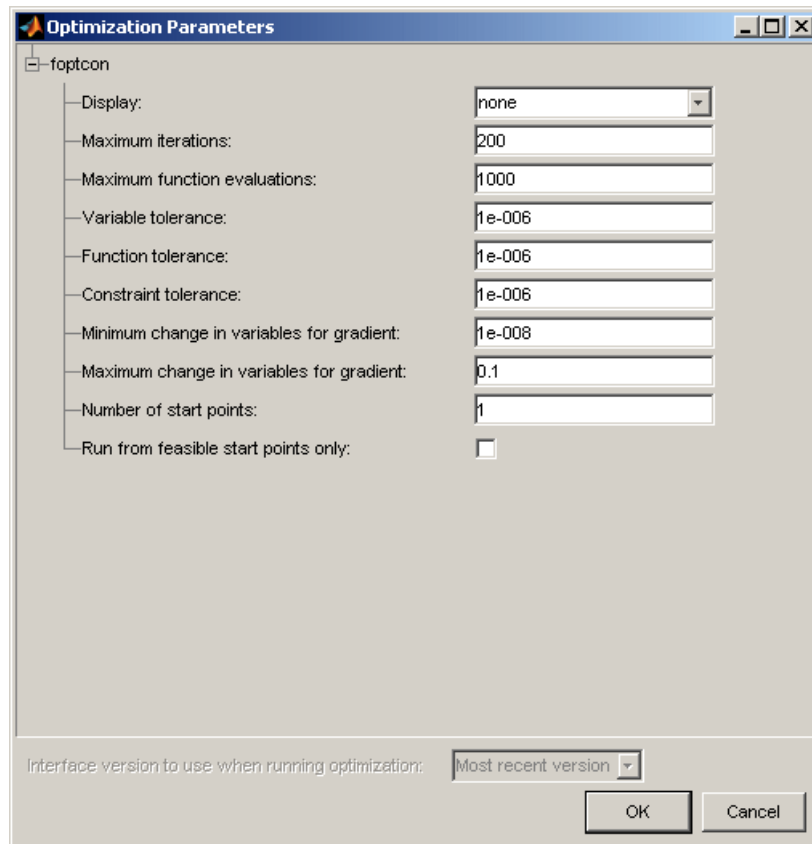 Optimization Parameters
foptcon
Display: none
Maximum iterations: 200
Maximum function evaluations: 1000
Variable tolerance: 1e-006
Function tolerance: 1e-006
Constraint tolerance: 1e-006
Minimum change in variables for gradient: 1e-008
Maximum change in variables for gradient: 0.1
Number of start points: 1
Run from feasible start points only:
Interface version to use when running optimization: Most recent version
OK Cancel